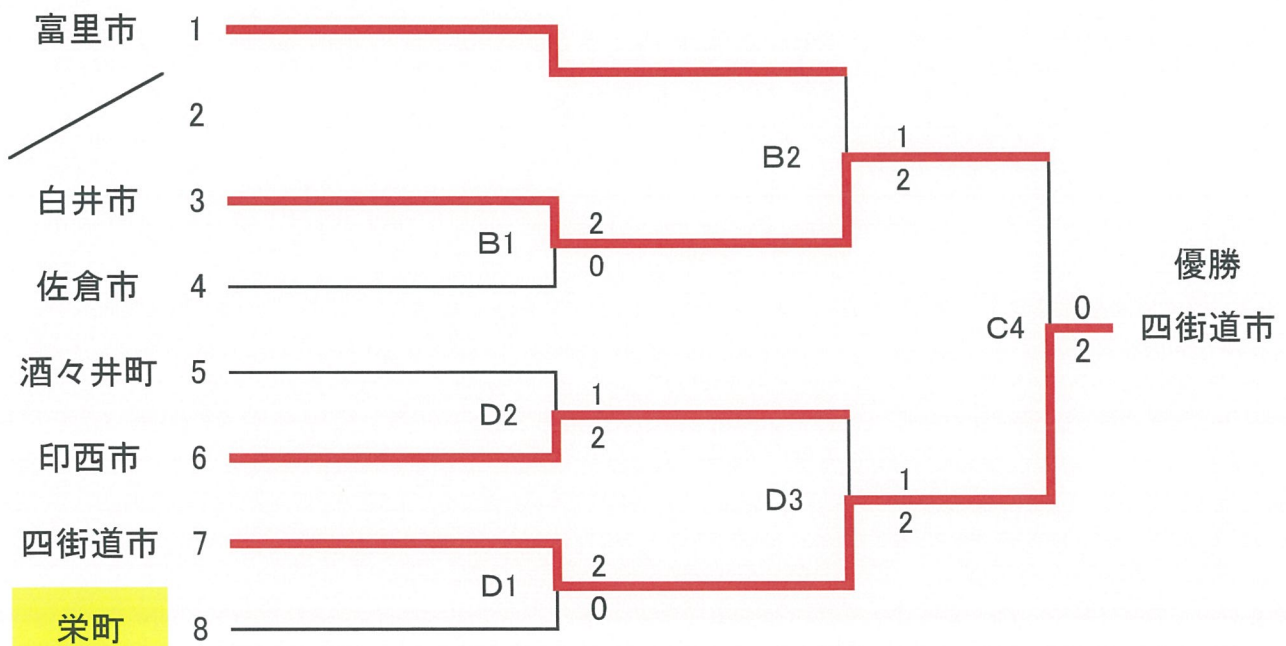 富里市 1
2
B2 1
2
白井市 3
B1 2
0
佐倉市 4
優勝
酒々井町 5
C4 0
2
四街道市
D2 1
2
印西市 6
D3 1
2
四街道市 7
D1 2
0
栄町 8